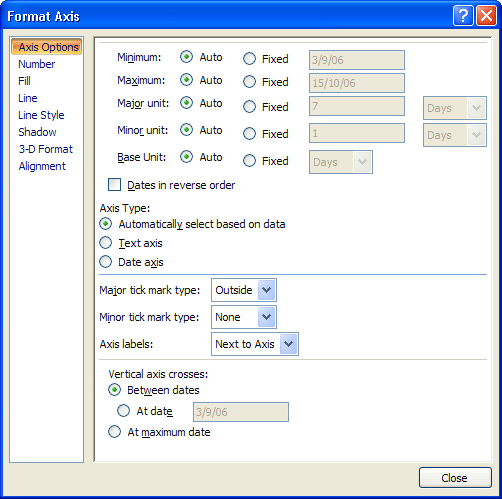 Format Axis
?
Axis Options
Number
Fill
Line
Line Style
Shadow
3-D Format
Alignment
Minimum: Auto Fixed 3/9/06
Maximum: Auto Fixed 15/10/06
Major unit: Auto Fixed 7 Days
Minor unit: Auto Fixed 1 Days
Base Unit: Auto Fixed Days
Dates in reverse order
Axis Type:
Automatically select based on data
Text axis
Date axis
Major tick mark type: Outside
Minor tick mark type: None
Axis labels: Next to Axis
Vertical axis crosses:
Between dates
At date 3/9/06
At maximum date
Close